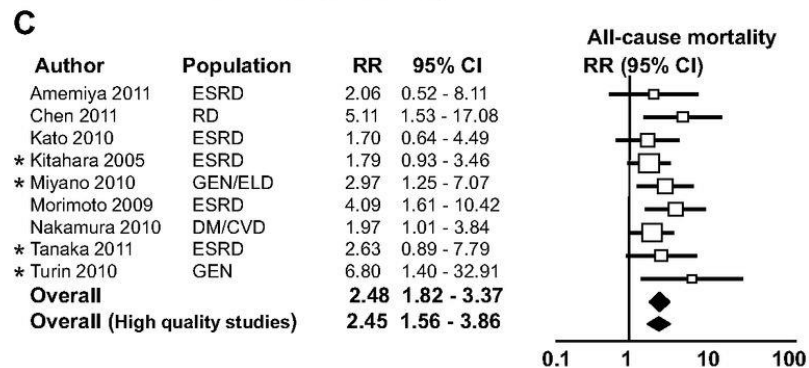 C
All-cause mortality
Author Population RR 95% CI RR (95% CI)
Amemiya 2011 ESRD 2.06 0.52 - 8.11
Chen 2011 RD 5.11 1.53 - 17.08
Kato 2010 ESRD 1.70 0.64 - 4.49
* Kitahara 2005 ESRD 1.79 0.93 - 3.46
* Miyano 2010 GEN/ELD 2.97 1.25 - 7.07
Morimoto 2009 ESRD 4.09 1.61 - 10.42
Nakamura 2010 DM/CVD 1.97 1.01 - 3.84
* Tanaka 2011 ESRD 2.63 0.89 - 7.79
* Turin 2010 GEN 6.80 1.40 - 32.91
Overall 2.48 1.82 - 3.37
Overall (High quality studies) 2.45 1.56 - 3.86
0.1 1 10 100